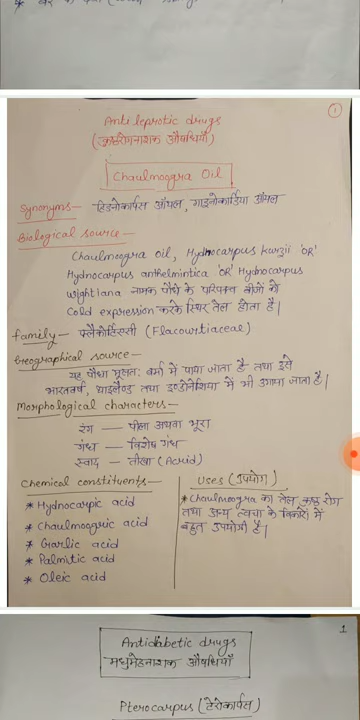 1
Antileprotic drugs
(कुष्ठरोगनाशक औषधियाँ)
Chaulmoogra Oil
Synonyms— हिडनोकार्पस ऑयल, गाइनोकार्डिया ऑयल
Biological source—
Chaulmoogra oil, Hydnocarpus kurzii 'OR'
Hydnocarpus anthelmintica 'OR' Hydnocarpus
wightiana नामक पौधों के परिपक्व बीजों को
Cold expression करके स्थिर तेल होता है|
Family— फ्लैकोर्टिएसी (Flacourtiaceae)
Geographical source—
यह पौधा मूलतः बर्मा में पाया जाता है तथा इसे
भारतवर्ष, थाइलैण्ड तथा इण्डोनेशिया में भी उगाया जाता है|
Morphological characters—
रंग — पीला अथवा भूरा
गंध — विशेष गंध
स्वाद — तीखा (Acrid)
Chemical constituents—
* Hydnocarpic acid
* Chaulmoogric acid
* Garlic acid
* Palmitic acid
* Oleic acid
Uses (उपयोग)
* Chaulmoogra का तेल कुष्ठ रोग
तथा अन्य त्वचा के विकारों में
बहुत उपयोगी है|
1
Antidiabetic drugs
मधुमेहनाशक औषधियाँ
Pterocarpus (टेरोकार्पस)